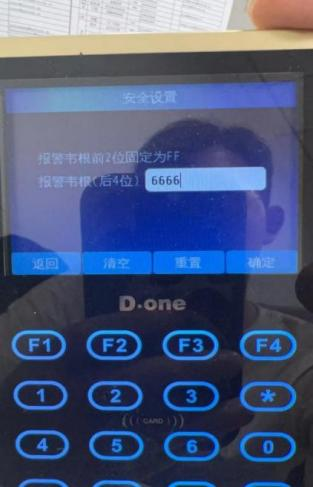 安全设置
报警韦根前2位固定为FF
报警韦根(后4位) 6666
返回 清空 重置 确定
D.one
F1 F2 F3 F4
1 2 3 *
((( CARD )))
4 5 6 0